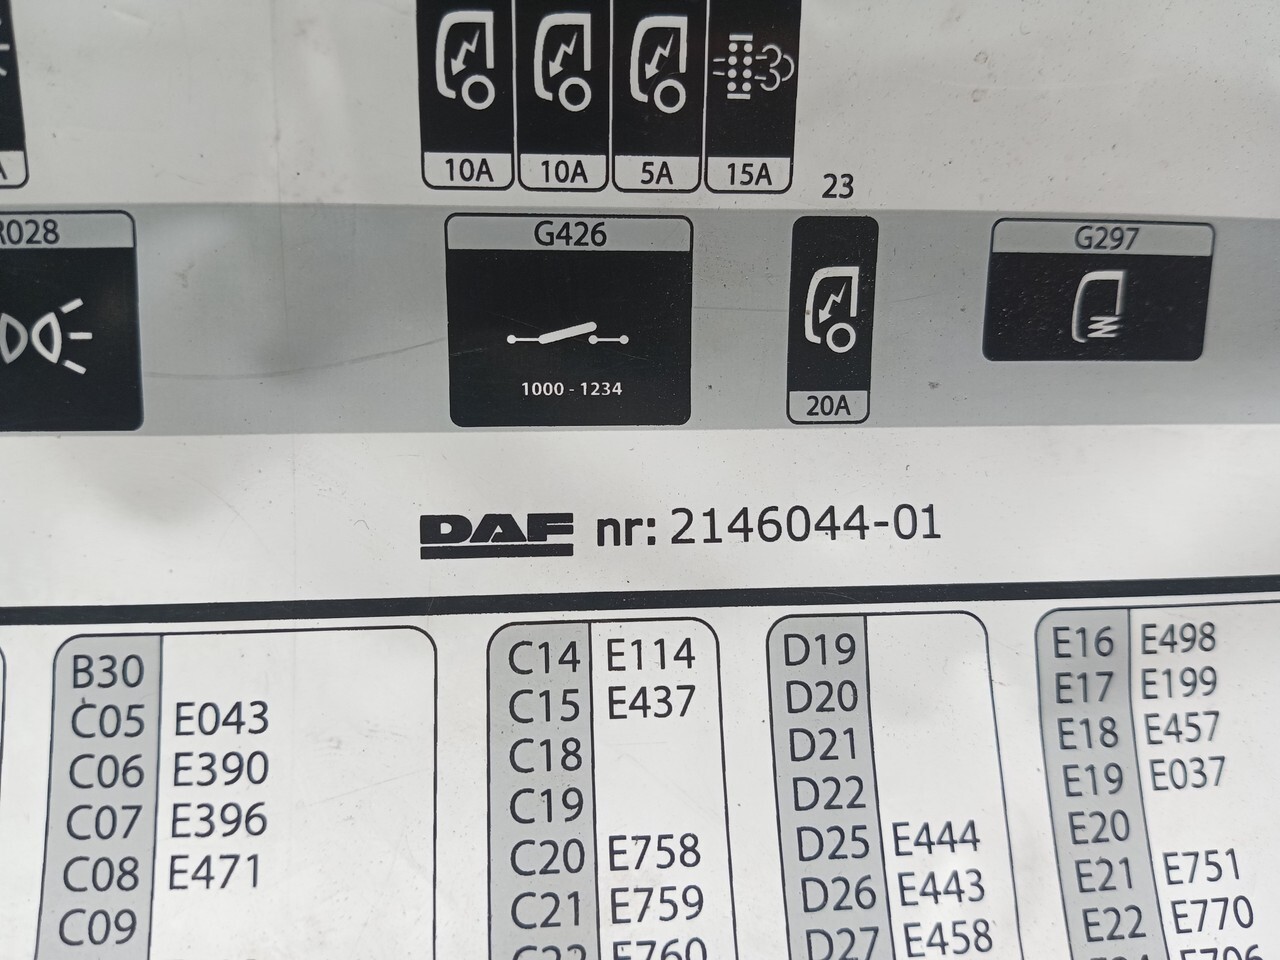 10A 10A 5A 15A
23
R028 G426 G297
1000 - 1234
20A
DAF nr: 2146044-01
B30
C05 E043
C06 E390
C07 E396
C08 E471
C09
C14 E114
C15 E437
C18
C19
C20 E758
C21 E759
C22 E760
D19
D20
D21
D22
D25 E444
D26 E443
D27 E458
E16 E498
E17 E199
E18 E457
E19 E037
E20
E21 E751
E22 E770